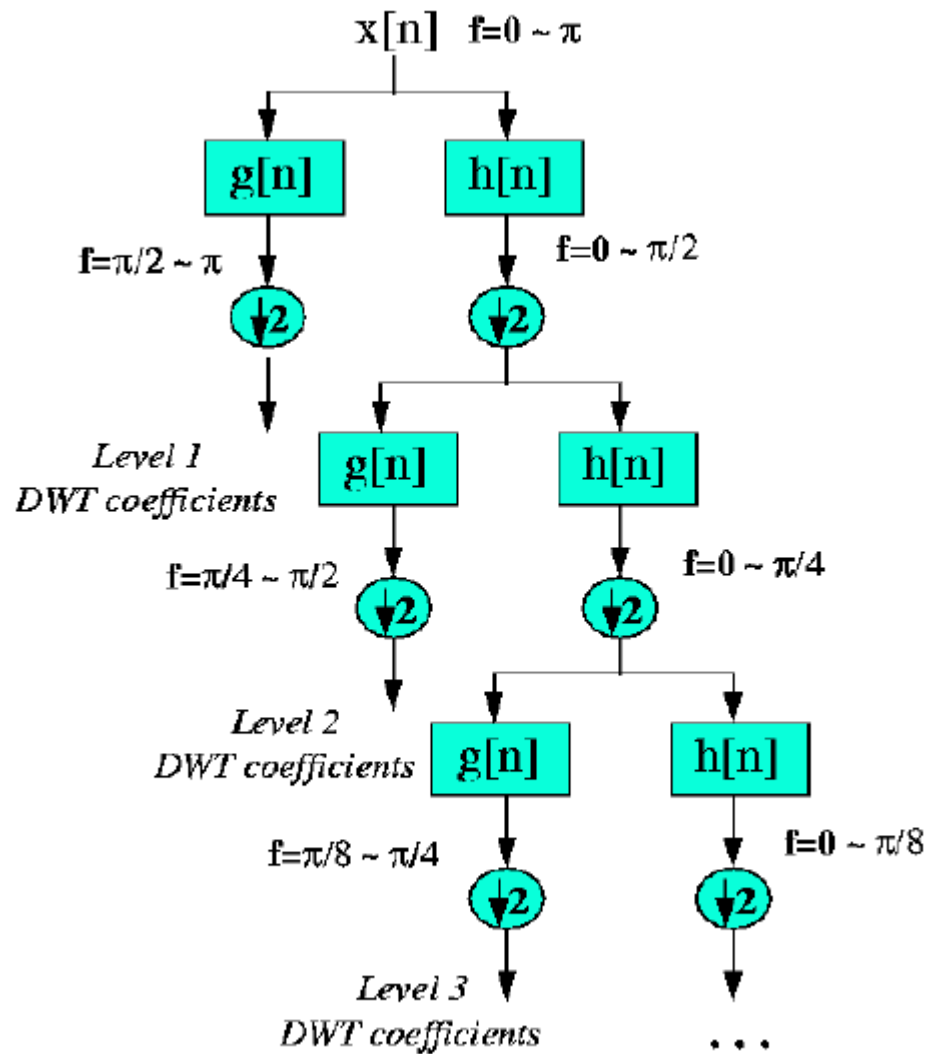 x[n] f=0 ~ π
g[n] h[n]
f=π/2 ~ π f=0 ~ π/2
↓2 ↓2
Level 1
DWT coefficients
g[n] h[n]
f=π/4 ~ π/2 f=0 ~ π/4
↓2 ↓2
Level 2
DWT coefficients
g[n] h[n]
f=π/8 ~ π/4 f=0 ~ π/8
↓2 ↓2
Level 3
DWT coefficients
...